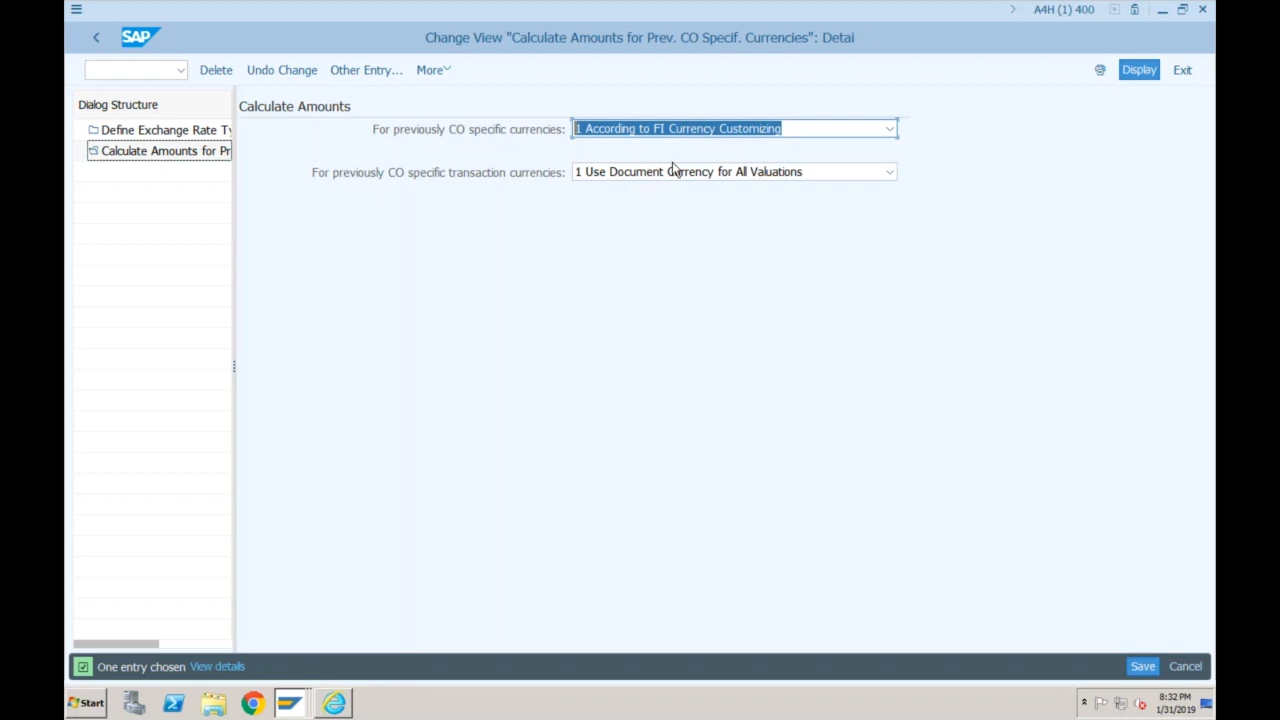 A4H (1) 400
SAP
Change View "Calculate Amounts for Prev. CO Specif. Currencies": Detai
Delete Undo Change Other Entry... More Display Exit
Dialog Structure
Define Exchange Rate Ty
Calculate Amounts for Pr
Calculate Amounts
For previously CO specific currencies: 1 According to FI Currency Customizing
For previously CO specific transaction currencies: 1 Use Document Currency for All Valuations
One entry chosen View details Save Cancel
Start
8:32 PM
1/31/2019